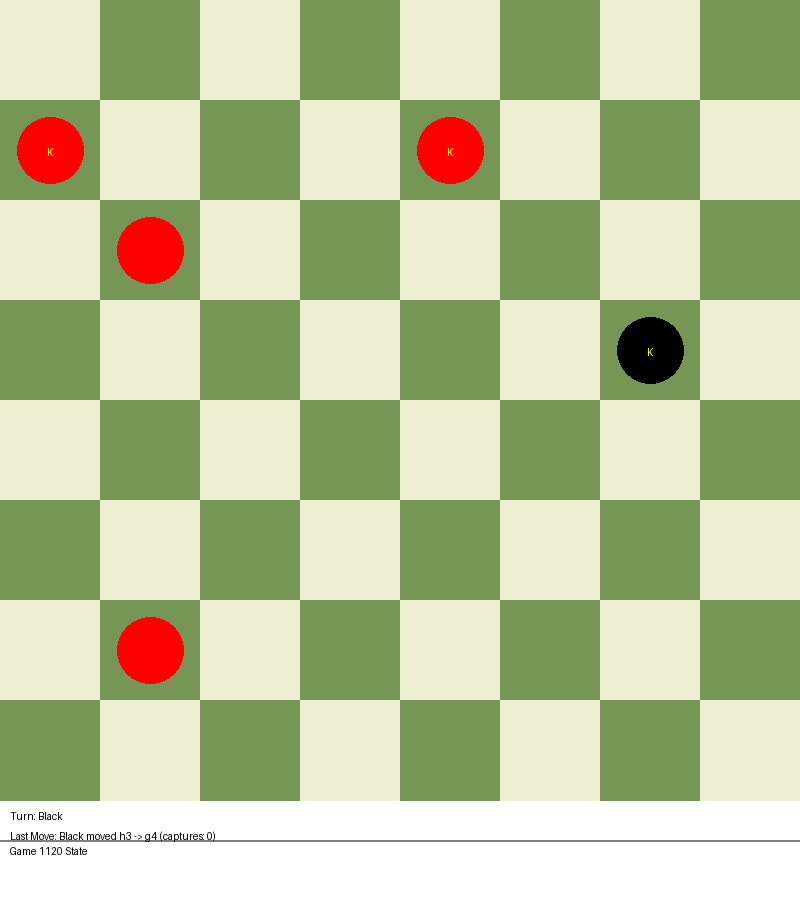 K K
K
Turn: Black
Last Move: Black moved h3 -> g4 (captures: 0)
Game 1120 State